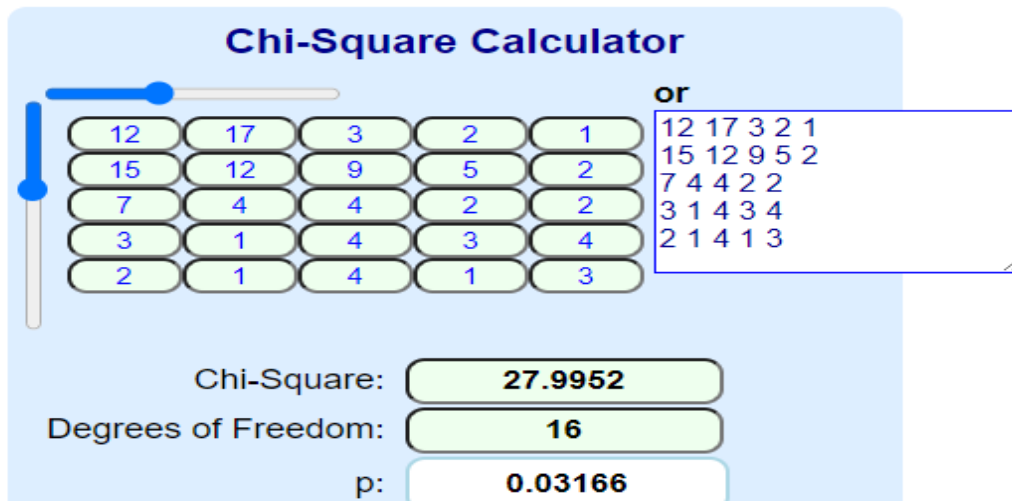 Chi-Square Calculator
or
12 17 3 2 1
15 12 9 5 2
7 4 4 2 2
3 1 4 3 4
2 1 4 1 3
12 17 3 2 1
15 12 9 5 2
7 4 4 2 2
3 1 4 3 4
2 1 4 1 3
Chi-Square: 27.9952
Degrees of Freedom: 16
p: 0.03166